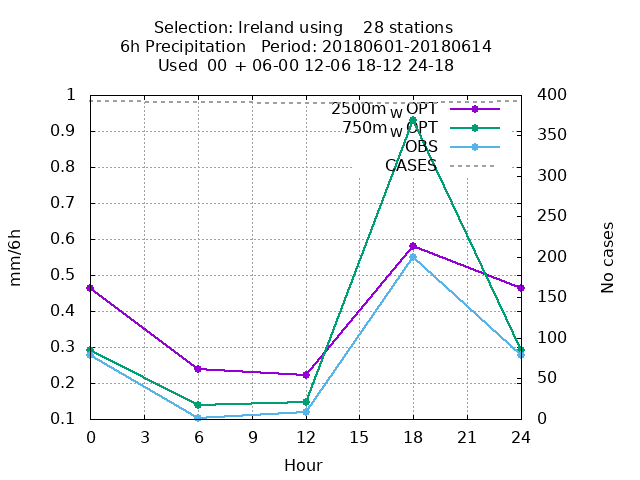 Selection: Ireland using 28 stations
6h Precipitation Period: 20180601-20180614
Used 00 + 06-00 12-06 18-12 24-18
1
0.9
0.8
0.7
0.6
0.5
0.4
0.3
0.2
0.1
mm/6h
2500m W OPT
750m W OPT
OBS
CASES
400
350
300
250
200
150
100
50
0
No cases
0 3 6 9 12 15 18 21 24
Hour